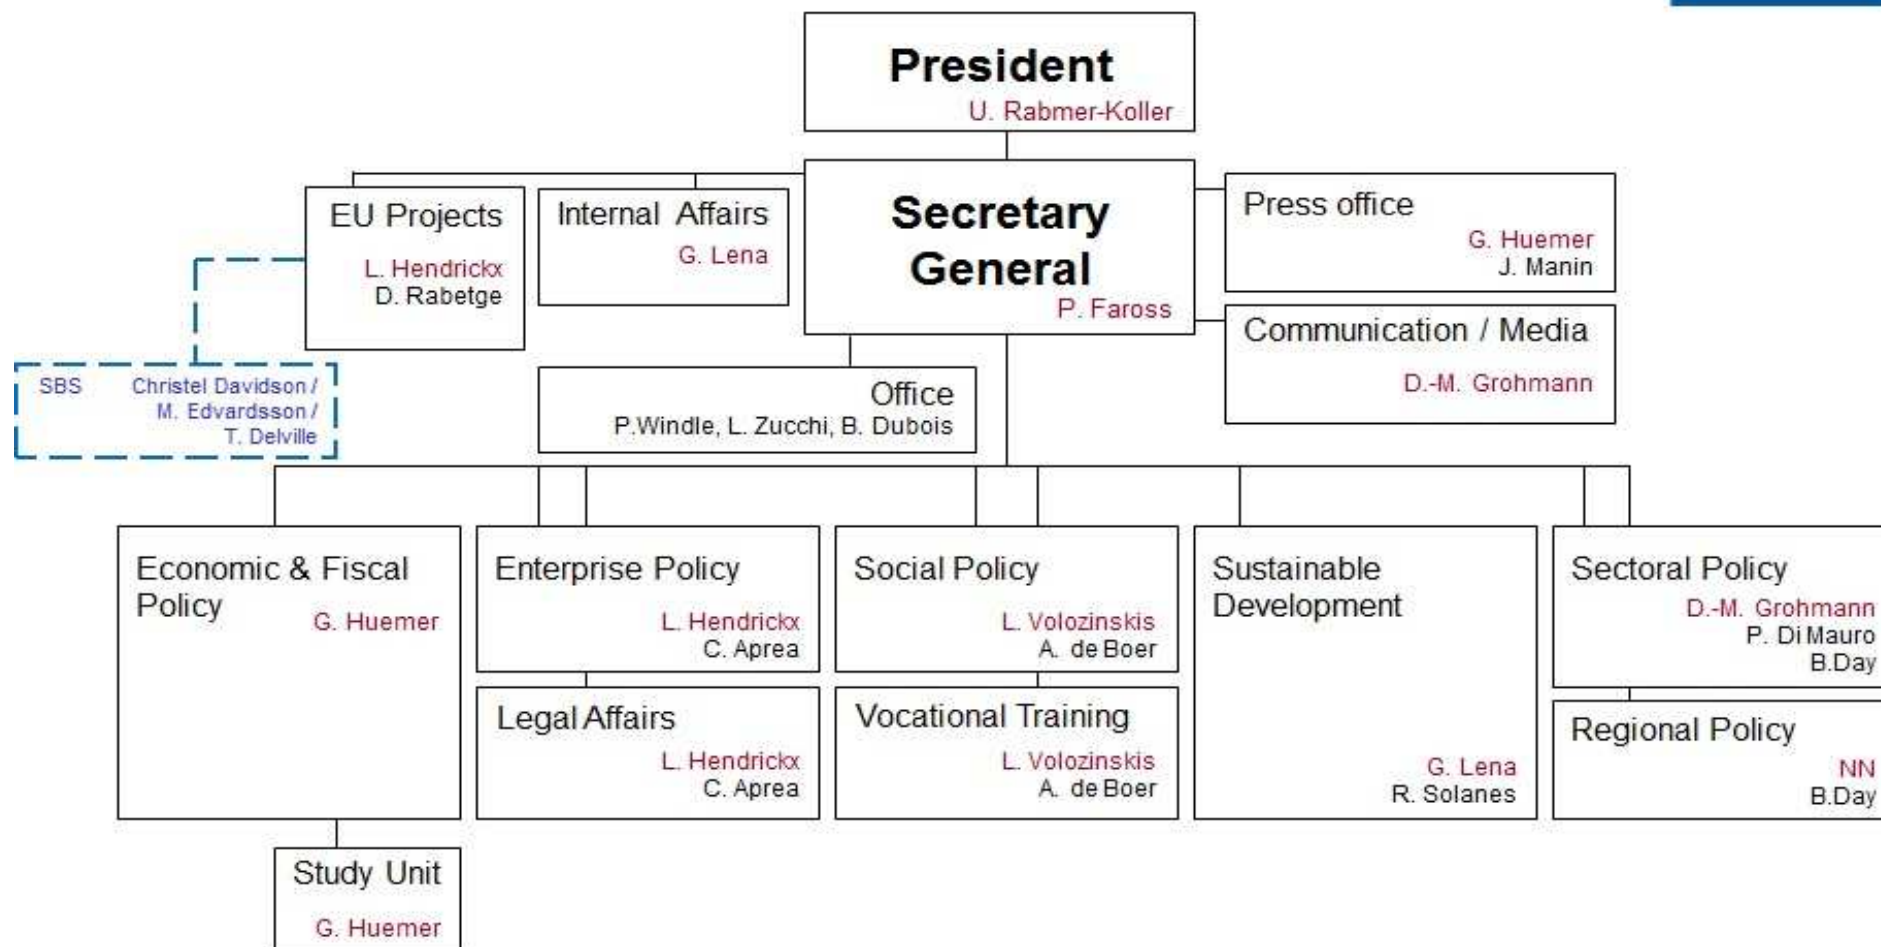 President
U. Rabmer-Koller
Secretary
General
P. Faross
EU Projects
L. Hendrickx
D. Rabetge
Internal Affairs
G. Lena
Press office
G. Huemer
J. Manin
Communication / Media
D.-M. Grohmann
SBS Christel Davidson /
M. Edvardsson /
T. Delville
Office
P.Windle, L. Zucchi, B. Dubois
Economic & Fiscal
Policy
G. Huemer
Enterprise Policy
L. Hendrickx
C. Aprea
Social Policy
L. Volozinskis
A. de Boer
Sustainable
Development
G. Lena
R. Solanes
Sectoral Policy
D.-M. Grohmann
P. Di Mauro
B.Day
Legal Affairs
L. Hendrickx
C. Aprea
Vocational Training
L. Volozinskis
A. de Boer
Regional Policy
NN
B.Day
Study Unit
G. Huemer